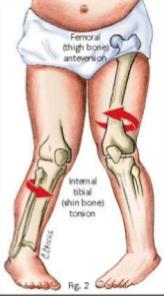 Femoral
(thigh bone)
anteversion
Internal
tibial
(shin bone)
torsion
Fig. 2